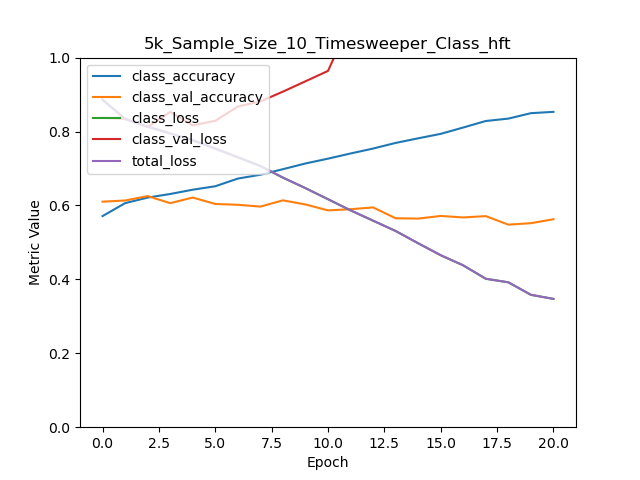 5k_Sample_Size_10_Timesweeper_Class_hft
class_accuracy
class_val_accuracy
class_loss
class_val_loss
total_loss
Metric Value
1.0
0.8
0.6
0.4
0.2
0.0
0.0 2.5 5.0 7.5 10.0 12.5 15.0 17.5 20.0
Epoch